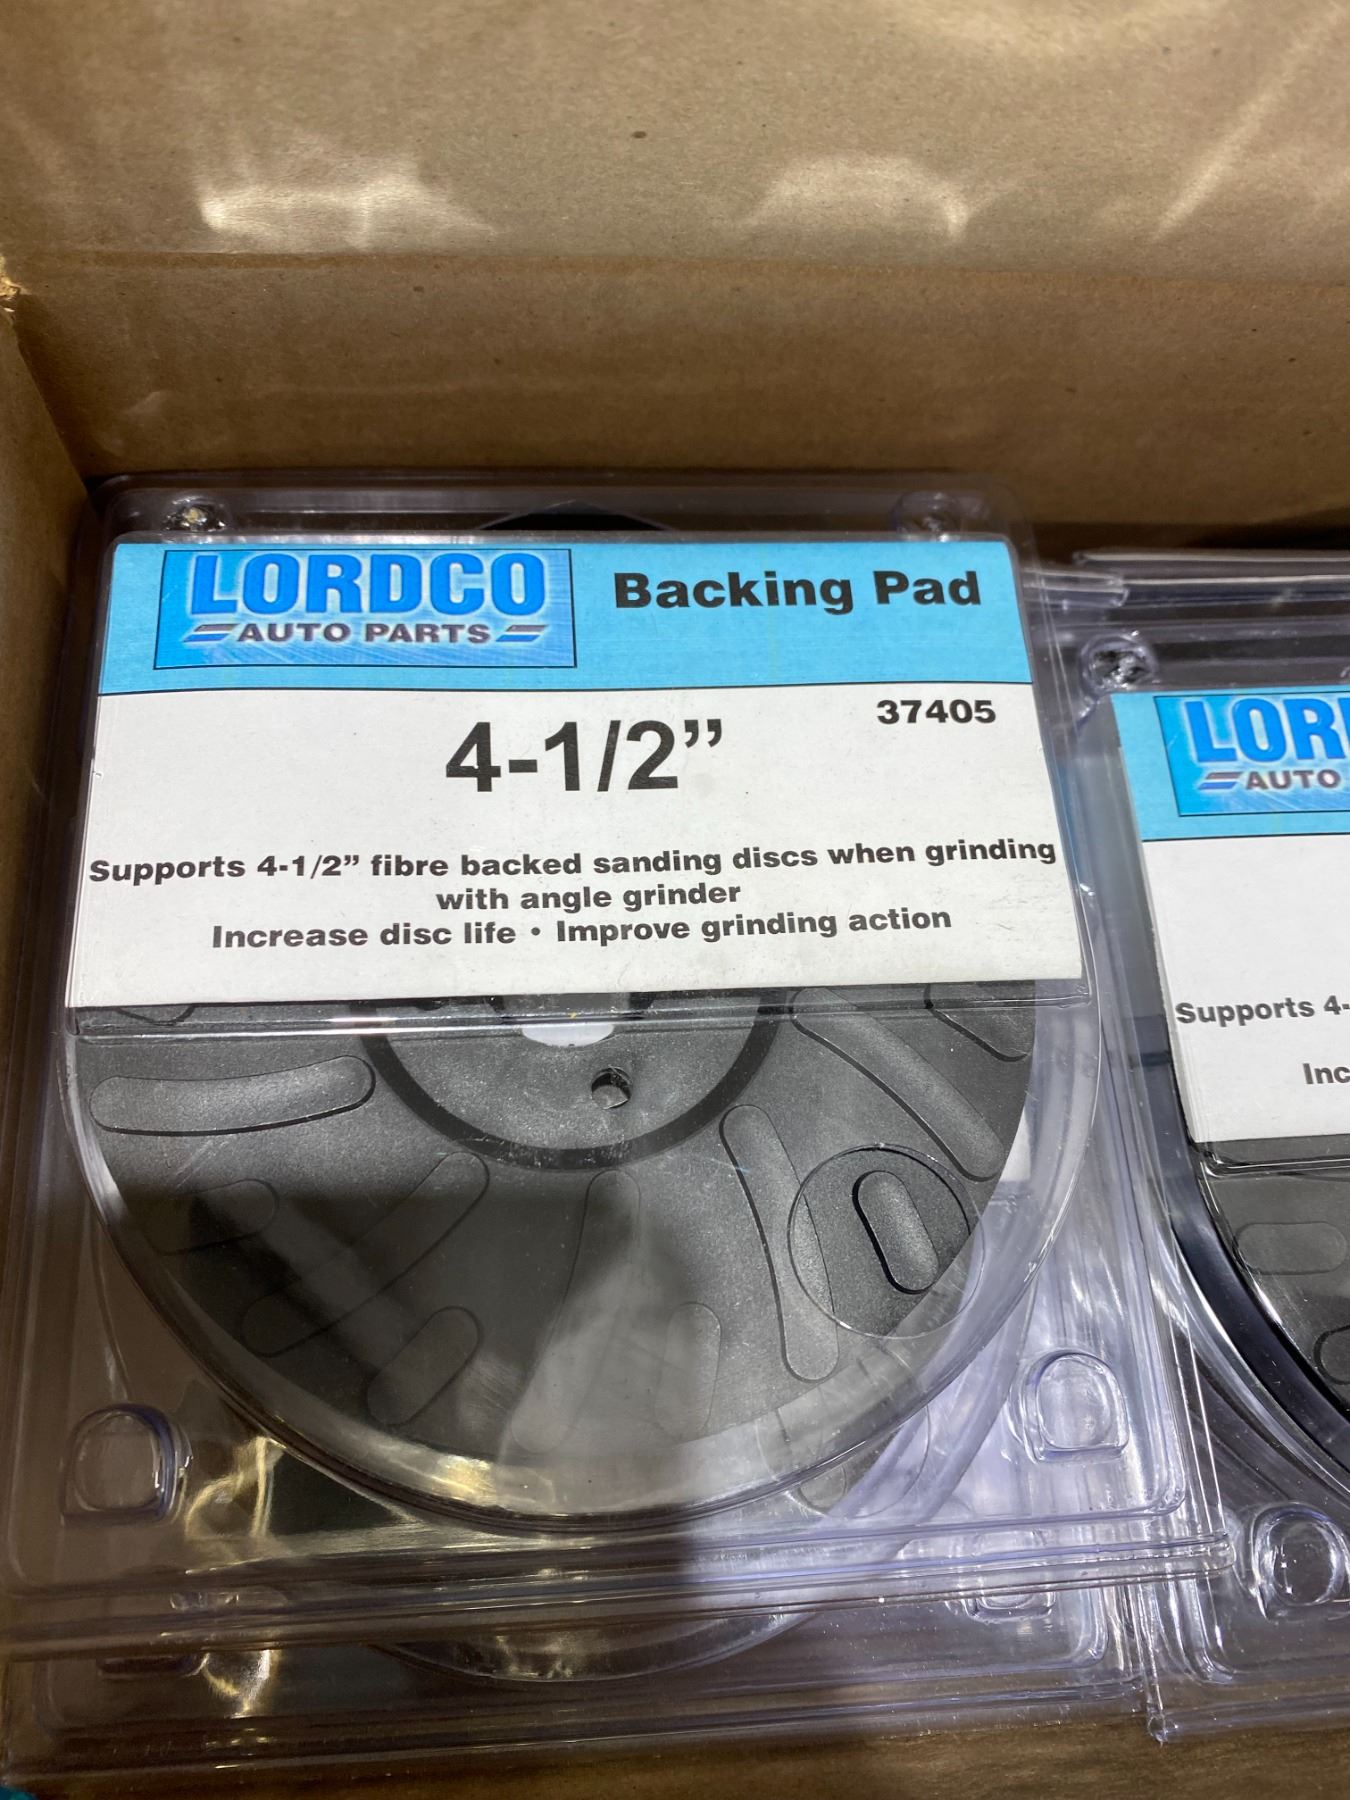 LORDCO
AUTO PARTS
Backing Pad
37405
4-1/2”
Supports 4-1/2” fibre backed sanding discs when grinding
with angle grinder
Increase disc life • Improve grinding action
LOR
AUTO
Supports 4-
Inc